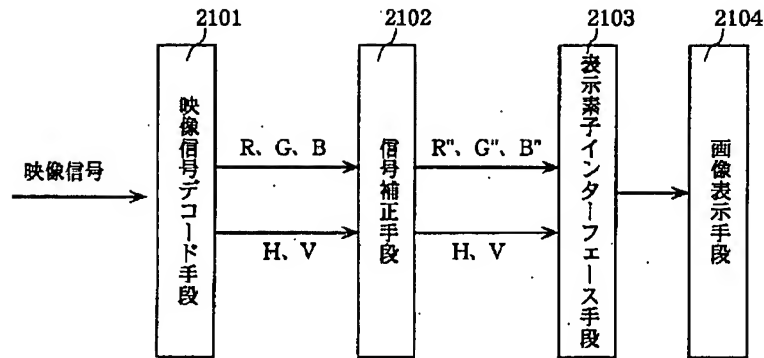 2101
2102
2103
2104
映像信号
映像信号デコード手段
R、G、B
H、V
信号補正手段
R"、G"、B"
H、V
表示素子インターフェース手段
画像表示手段